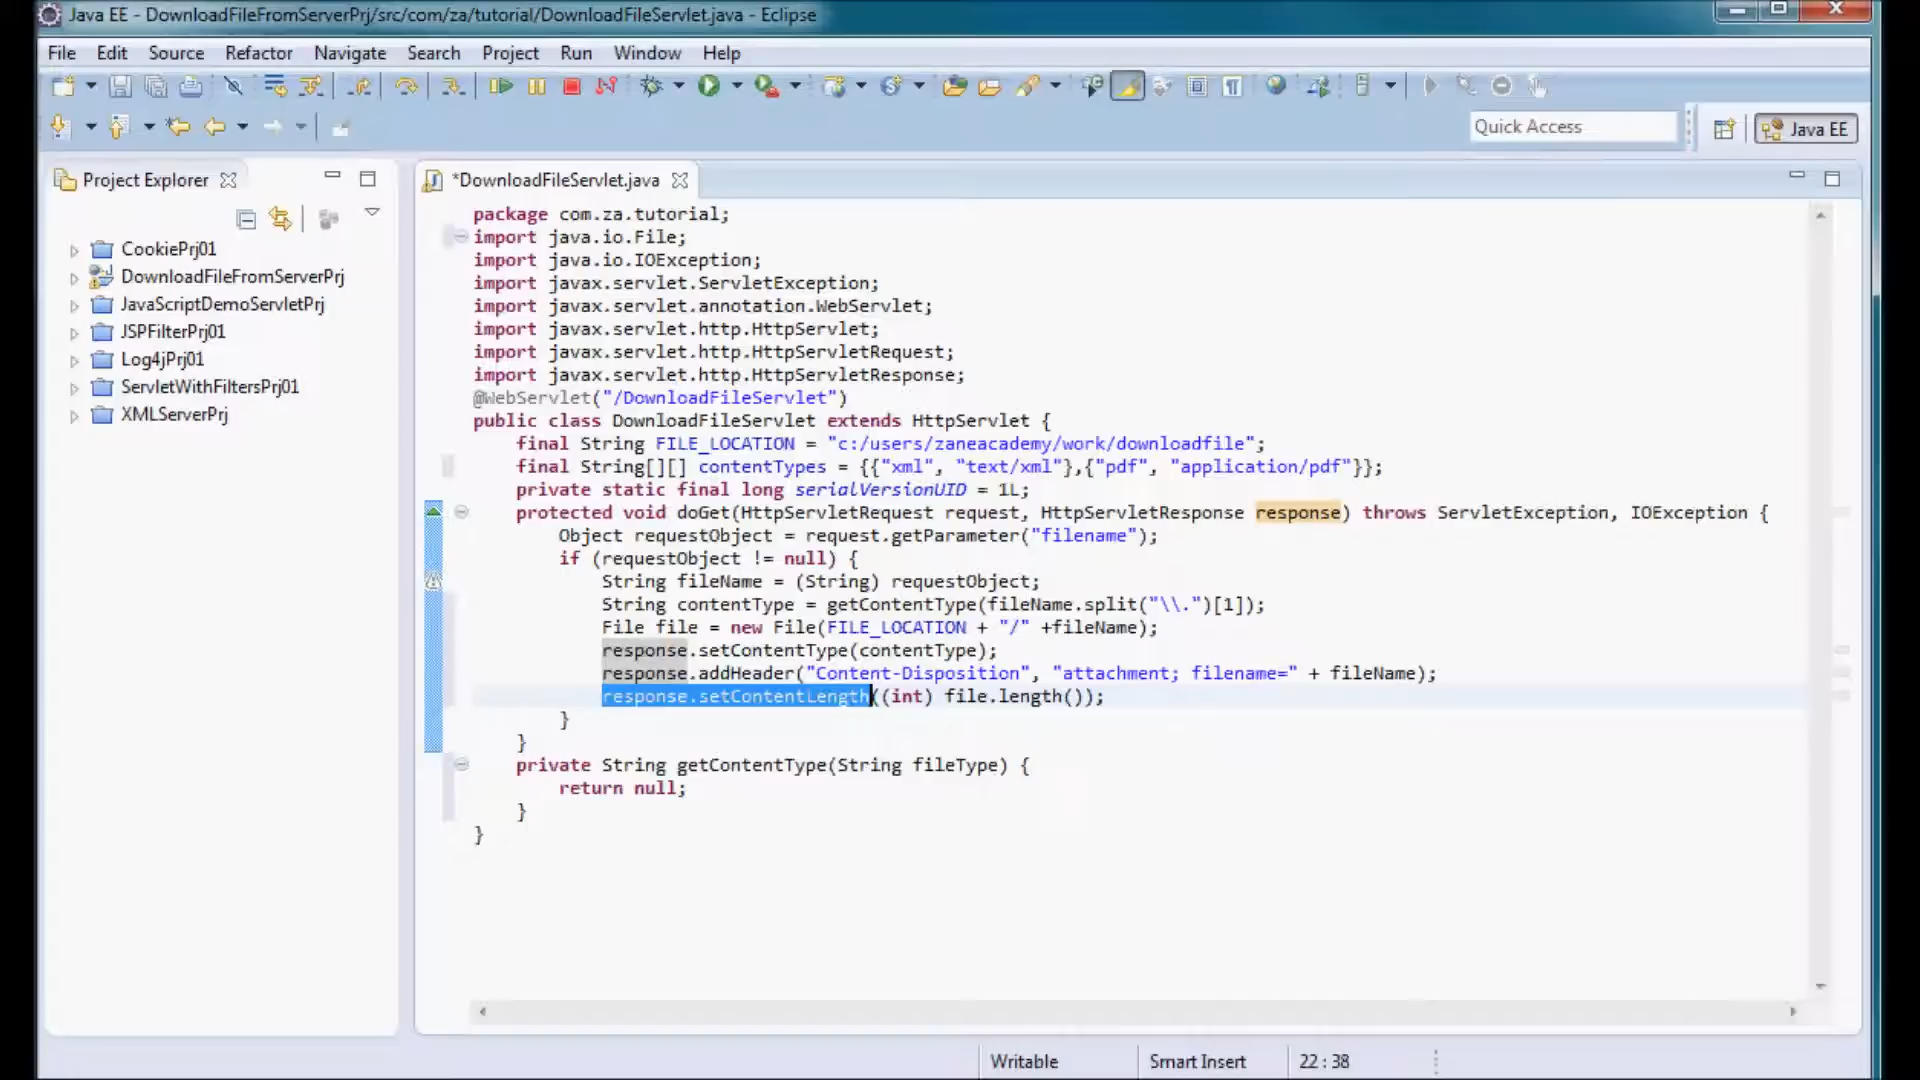 Java EE - DownloadFileFromServerPrj/src/com/za/tutorial/DownloadFileServlet.java - Eclipse
File Edit Source Refactor Navigate Search Project Run Window Help
Quick Access
Java EE
Project Explorer
CookiePrj01
DownloadFileFromServerPrj
JavaScriptDemoServletPrj
JSPFilterPrj01
Log4jPrj01
ServletWithFiltersPrj01
XMLServerPrj
*DownloadFileServlet.java
package com.za.tutorial;
import java.io.File;
import java.io.IOException;
import javax.servlet.ServletException;
import javax.servlet.annotation.WebServlet;
import javax.servlet.http.HttpServlet;
import javax.servlet.http.HttpServletRequest;
import javax.servlet.http.HttpServletResponse;
@WebServlet("/DownloadFileServlet")
public class DownloadFileServlet extends HttpServlet {
final String FILE_LOCATION = "c:/users/zaneacademy/work/downloadfile";
final String[][] contentTypes = {{"xml", "text/xml"},{"pdf", "application/pdf"}};
private static final long serialVersionUID = 1L;
protected void doGet(HttpServletRequest request, HttpServletResponse response) throws ServletException, IOException {
Object requestObject = request.getParameter("filename");
if (requestObject != null) {
String fileName = (String) requestObject;
String contentType = getContentType(fileName.split("\\.")[1]);
File file = new File(FILE_LOCATION + "/" +fileName);
response.setContentType(contentType);
response.addHeader("Content-Disposition", "attachment; filename=" + fileName);
response.setContentLength((int) file.length());
}
}
private String getContentType(String fileType) {
return null;
}
}
Writable Smart Insert 22 : 38